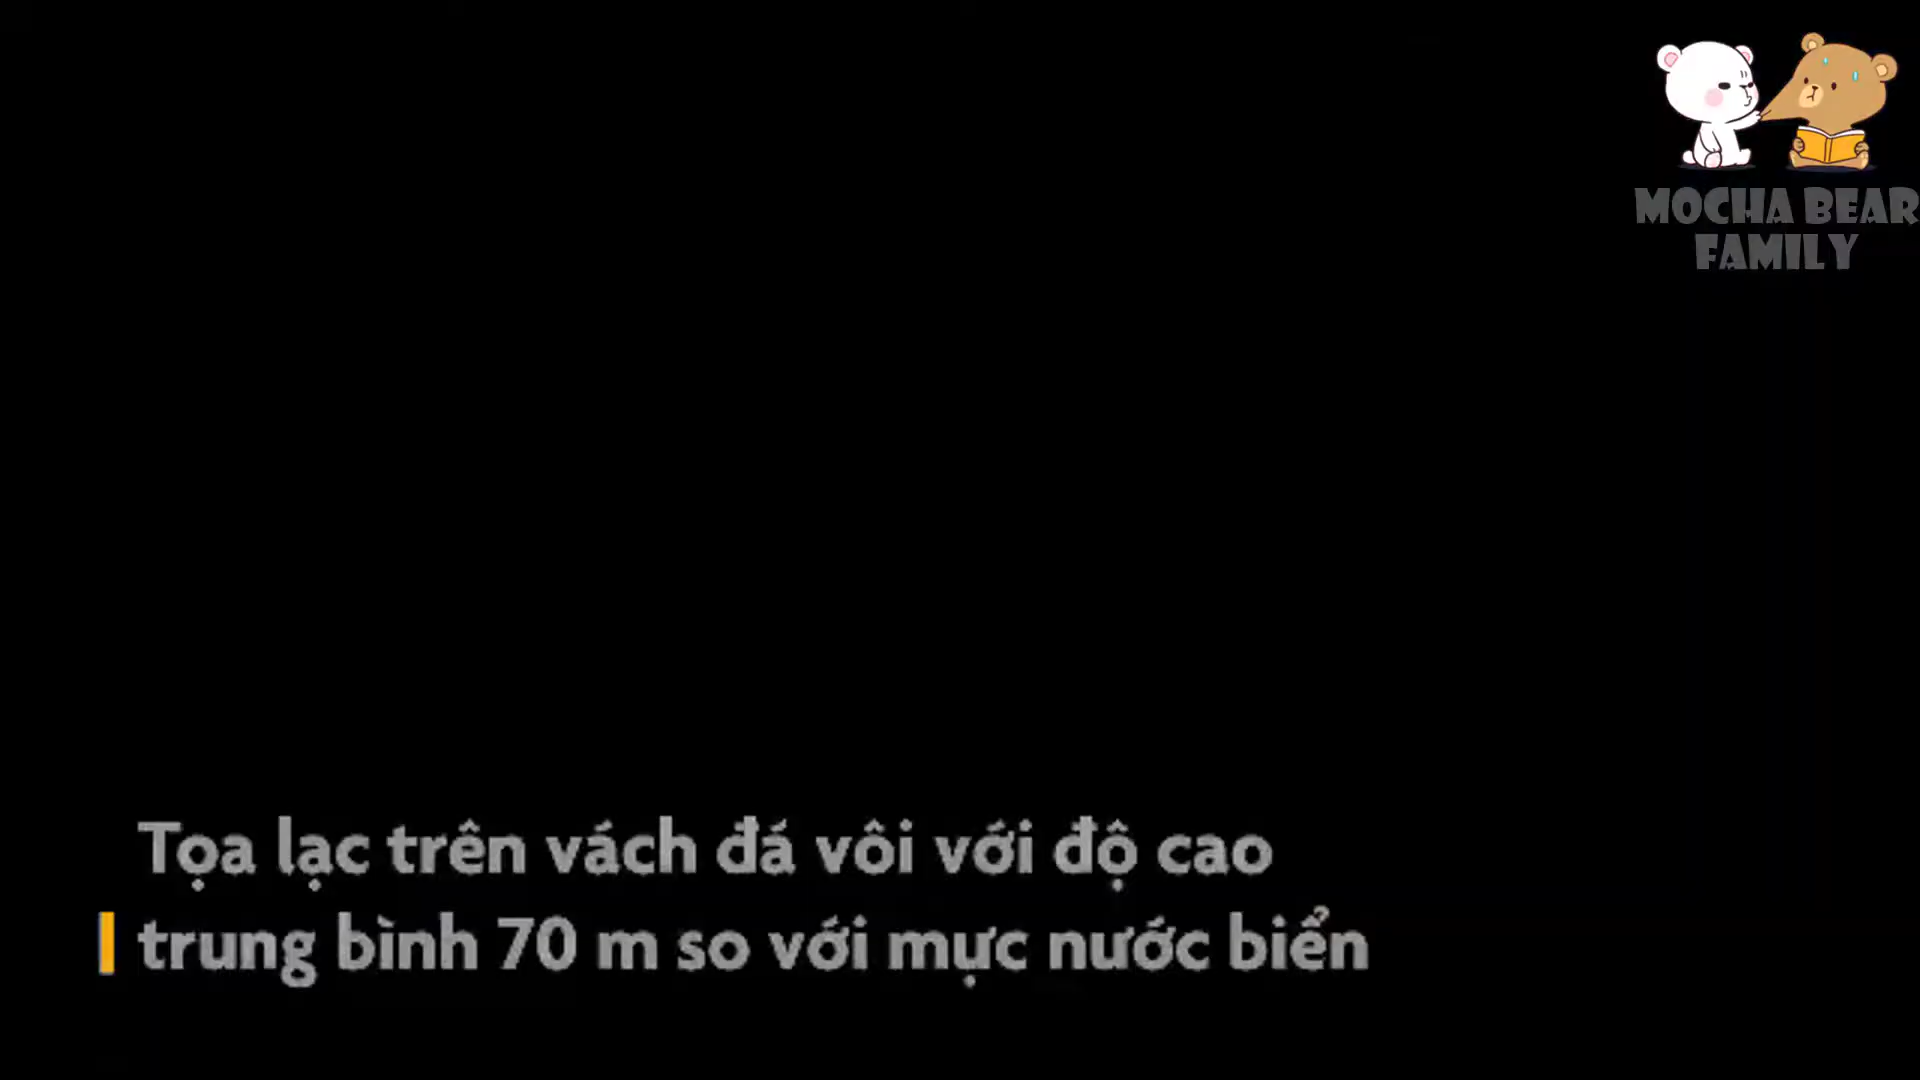 MOCHA BEAR
FAMILY
Tọa lạc trên vách đá vôi với độ cao
trung bình 70 m so với mực nước biển